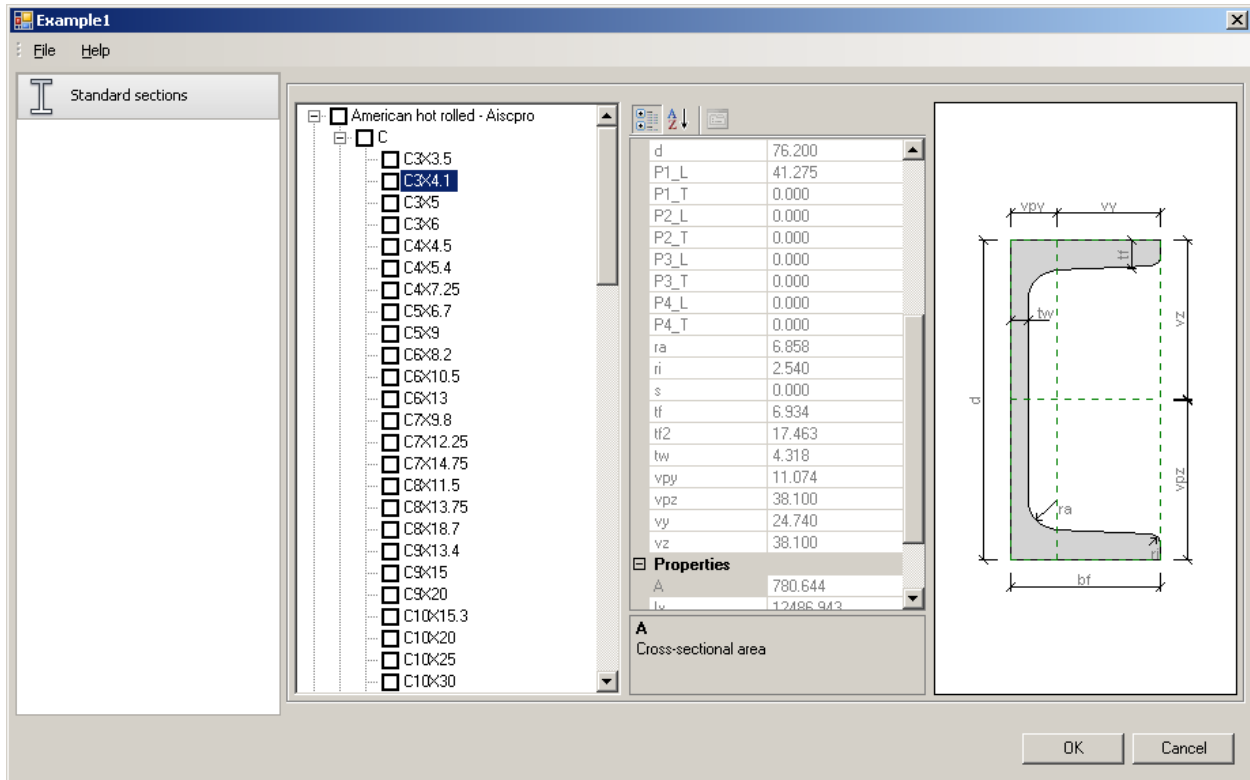 Example1
File Help
Standard sections
American hot rolled - Aiscpro
C
C3X3.5
C3X4.1
C3X5
C3X6
C4X4.5
C4X5.4
C4X7.25
C5X6.7
C5X9
C6X8.2
C6X10.5
C6X13
C7X9.8
C7X12.25
C7X14.75
C8X11.5
C8X13.75
C8X18.7
C9X13.4
C9X15
C9X20
C10X15.3
C10X20
C10X25
C10X30
d 76.200
P1_L 41.275
P1_T 0.000
P2_L 0.000
P2_T 0.000
P3_L 0.000
P3_T 0.000
P4_L 0.000
P4_T 0.000
ra 6.858
ri 2.540
s 0.000
tf 6.934
tf2 17.463
tw 4.318
vpy 11.074
vpz 38.100
vy 24.740
vz 38.100
Properties
A 780.644
12486.943
A
Cross-sectional area
vpy vy
tf
tw
vz
d
vpz
ra
ri
bf
OK Cancel